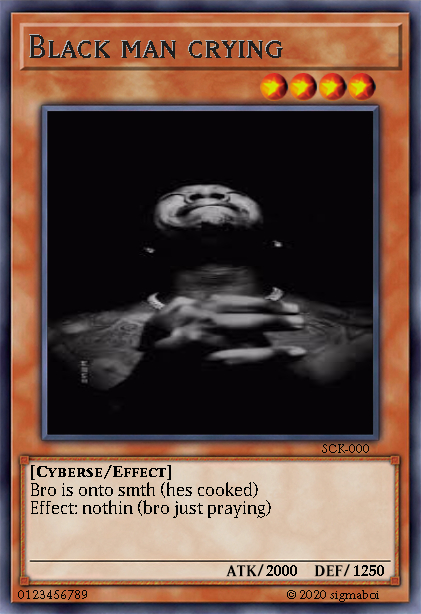 Black man crying
SCK-000
[Cyberse/Effect]
Bro is onto smth (hes cooked)
Effect: nothin (bro just praying)
ATK/2000 DEF/1250
0123456789 © 2020 sigmaboi